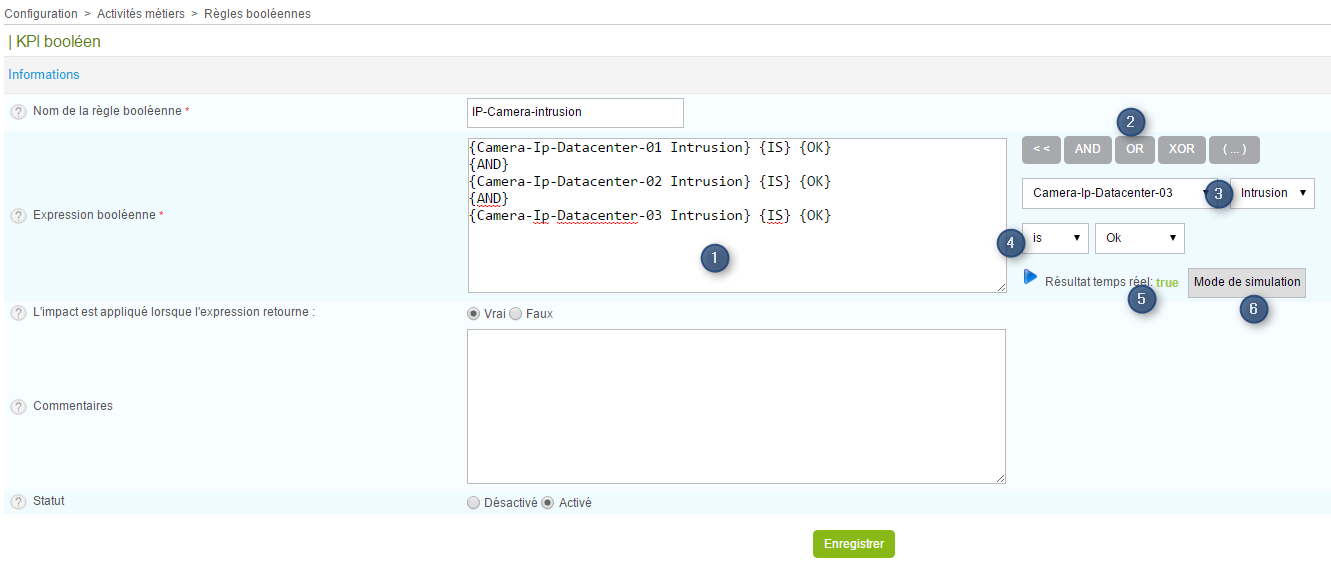 Configuration > Activités métiers > Règles booléennes
| KPI booléen
Informations
? Nom de la règle booléenne * IP-Camera-intrusion
2
<< AND OR XOR (...)
{Camera-Ip-Datacenter-01 Intrusion} {IS} {OK}
{AND}
{Camera-Ip-Datacenter-02 Intrusion} {IS} {OK}
{AND}
{Camera-Ip-Datacenter-03 Intrusion} {IS} {OK}
? Expression booléenne *
Camera-Ip-Datacenter-03 3 Intrusion
4 is Ok
1
Résultat temps réel: true Mode de simulation
5 6
? L'impact est appliqué lorsque l'expression retourne : Vrai Faux
? Commentaires
? Statut Désactivé Activé
Enregistrer